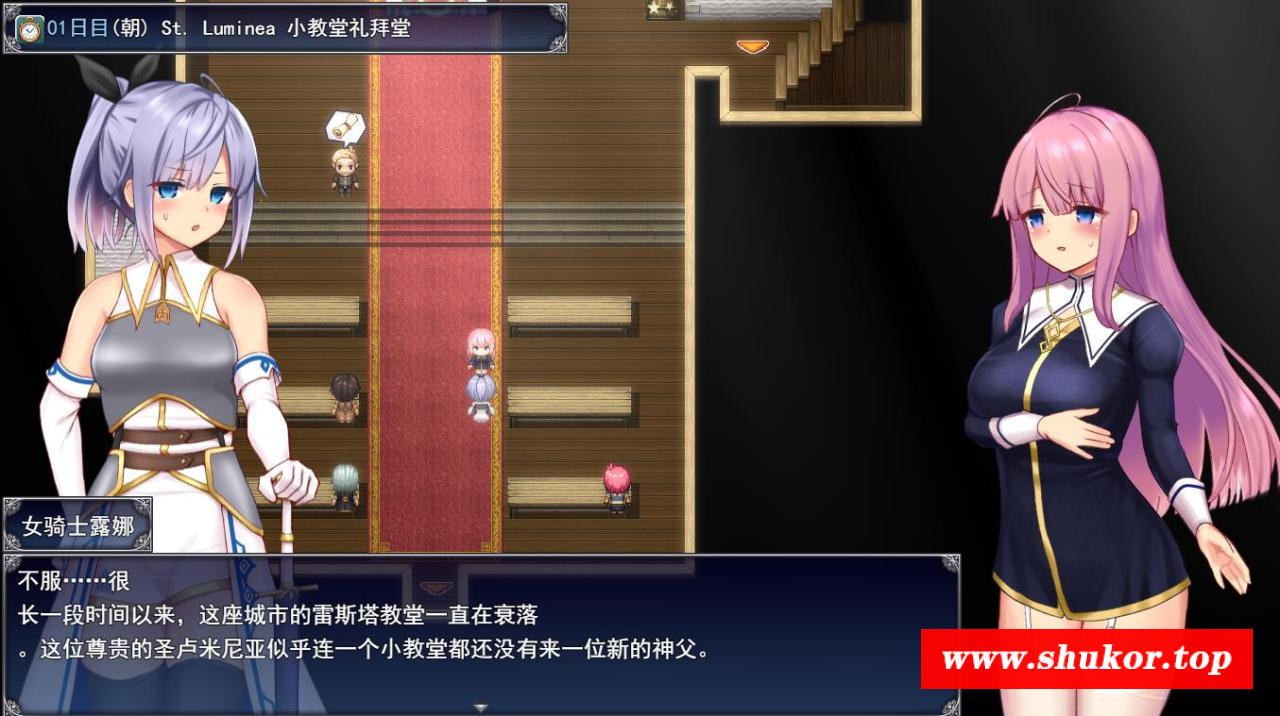 01日目(朝) St. Luminea 小教堂礼拜堂
女骑士露娜
不服……很
长一段时间以来，这座城市的雷斯塔教堂一直在衰落
。这位尊贵的圣卢米尼亚似乎连一个小教堂都还没有来一位新的神父。
www.shukor.top